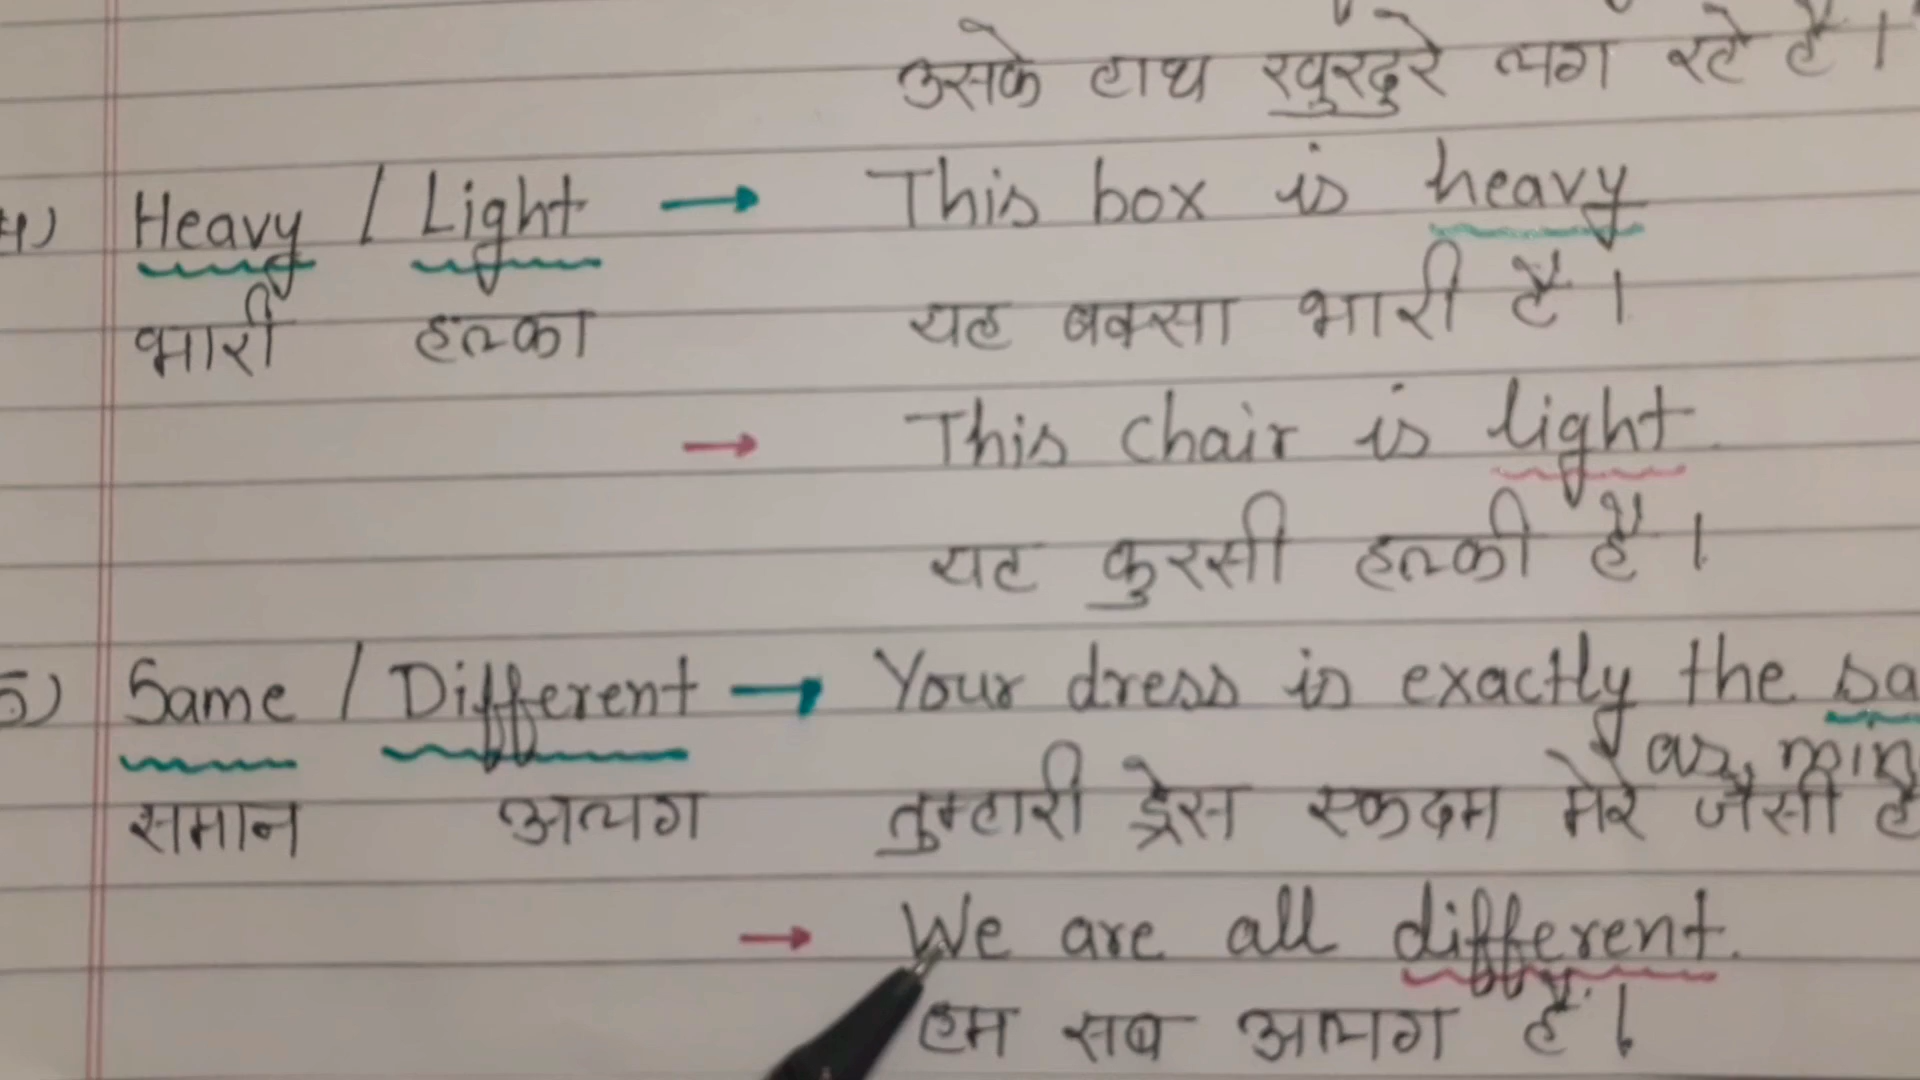 उसके हाथ खुरदुरे लग रहे हैं।
4) Heavy / Light → This box is heavy
भारी हल्का यह बक्सा भारी है।
→ This chair is light
यह कुरसी हल्की है।
5) Same / Different → Your dress is exactly the
as
समान अलग तुम्हारी ड्रेस एकदम मेरे जैसी है
→ We are all different.
हम सब अलग हैं।